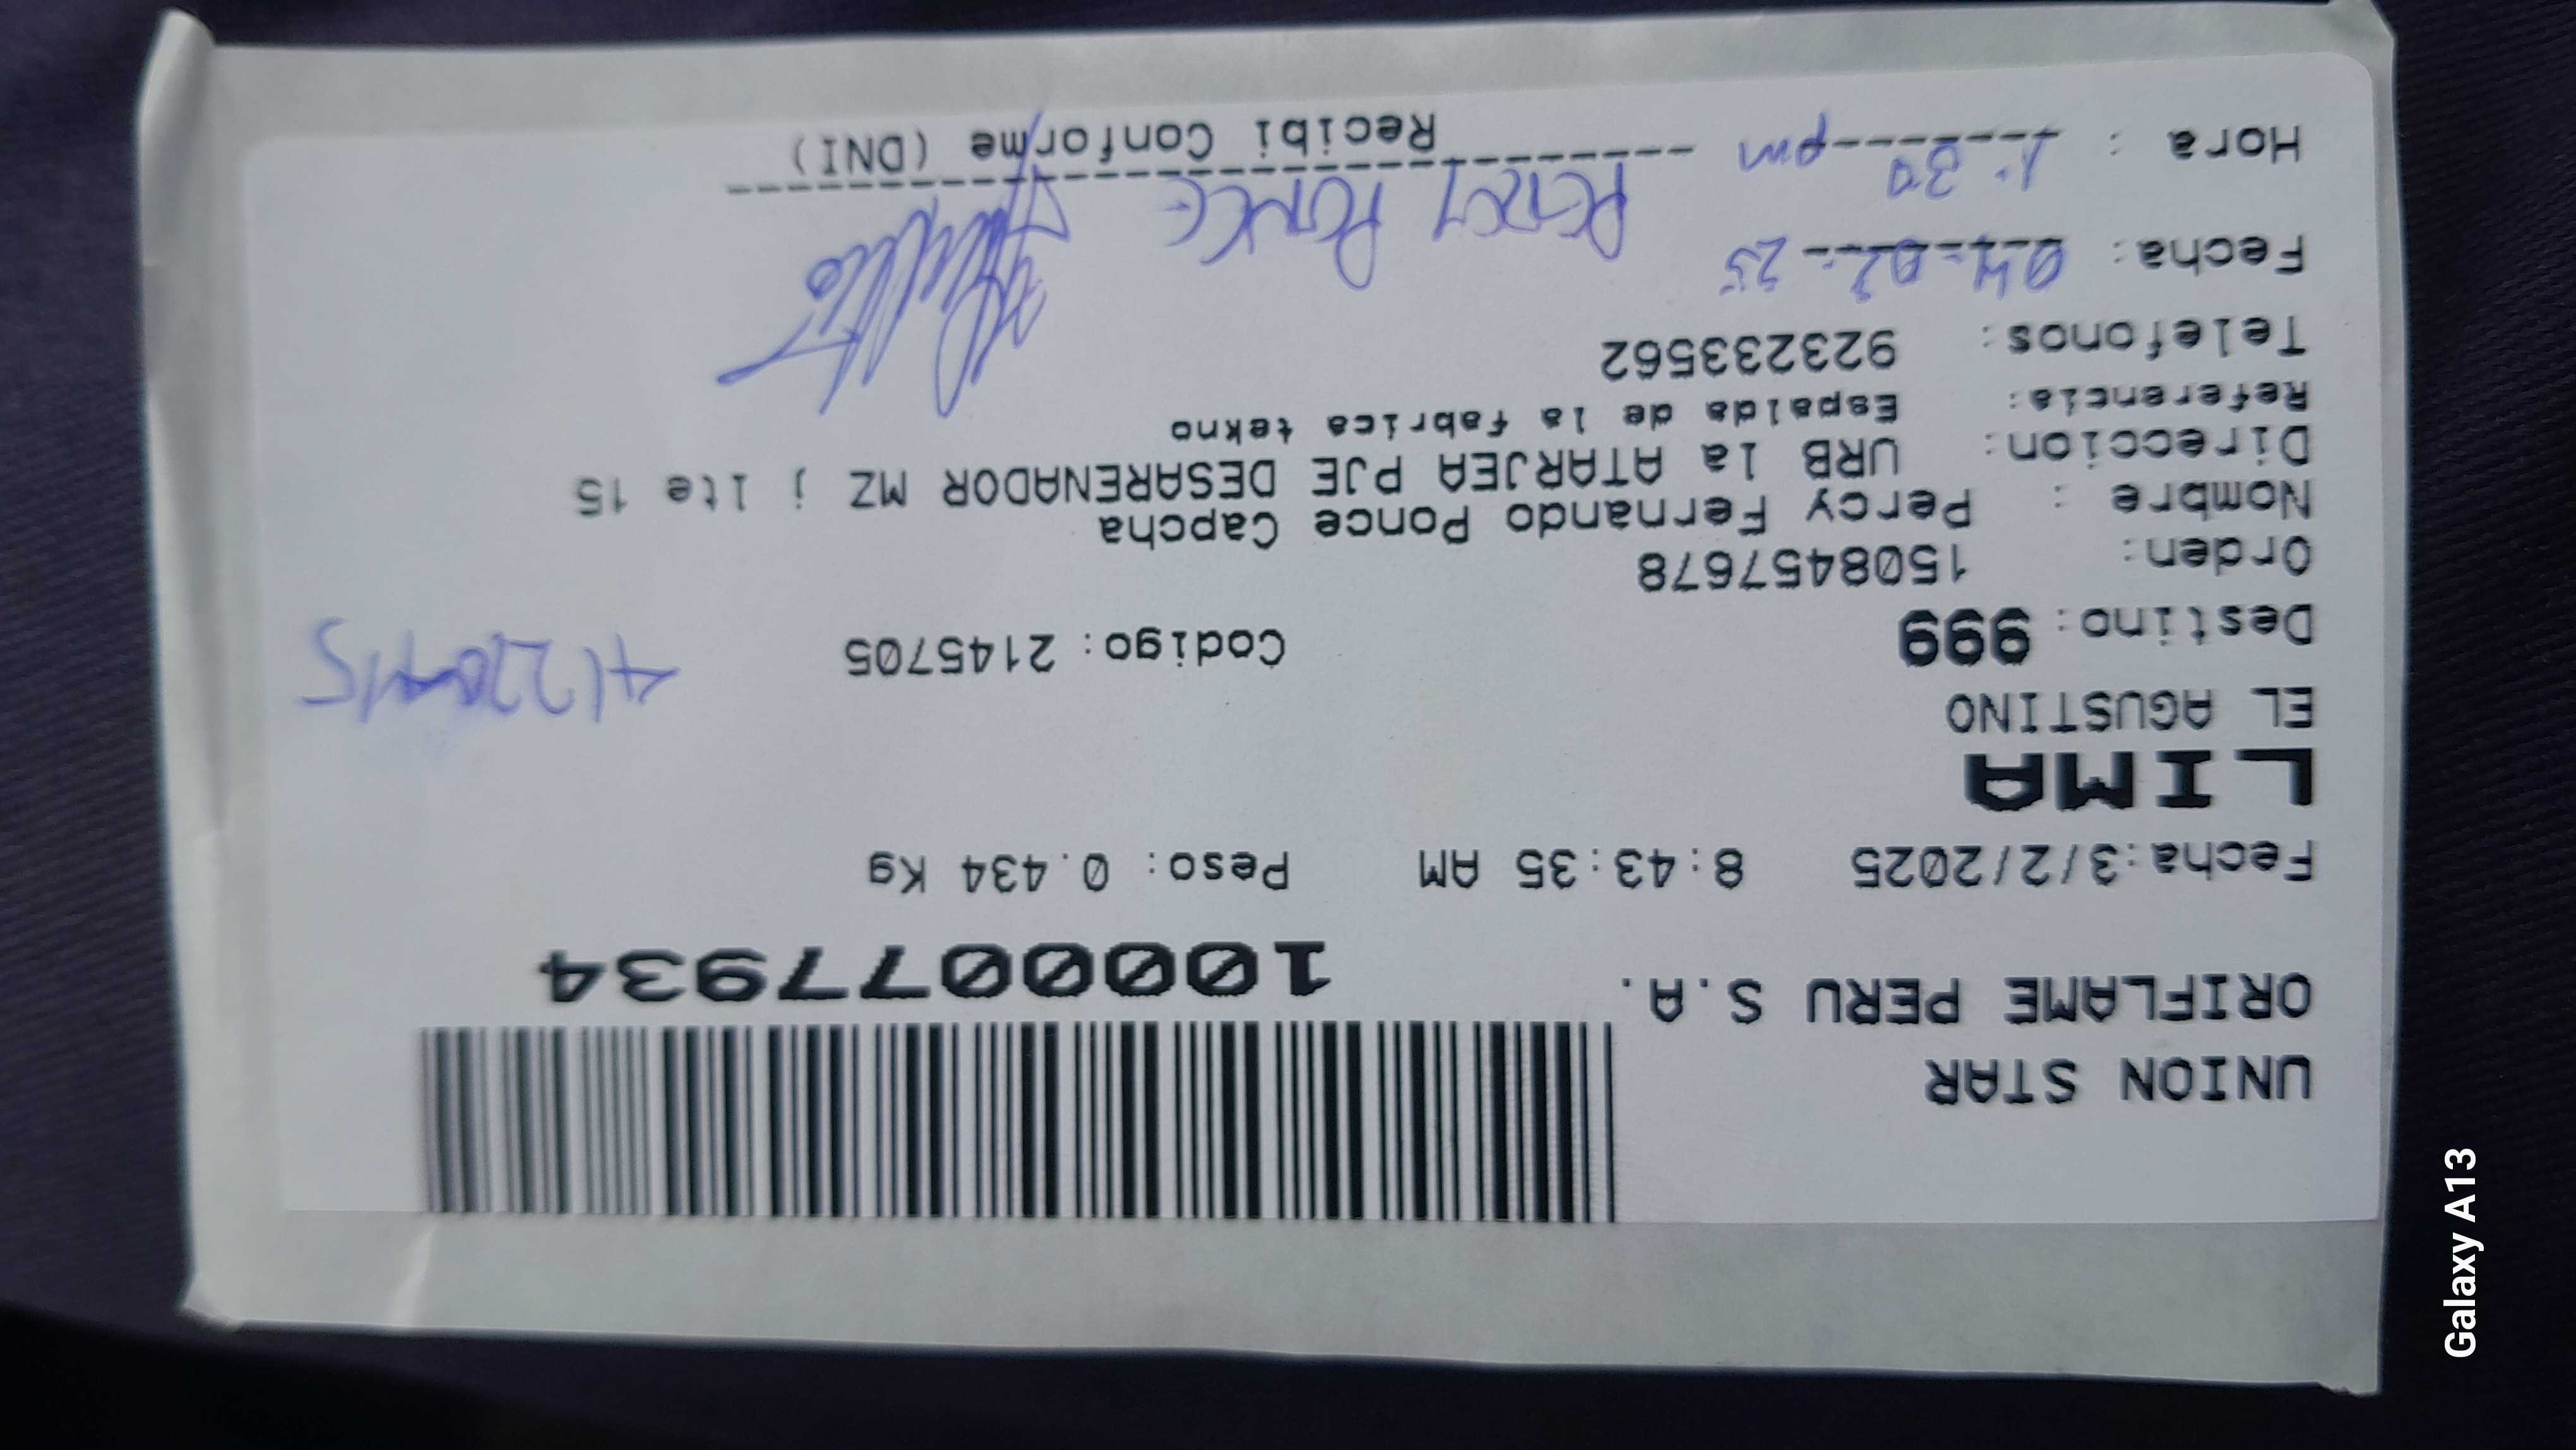 UNION STAR
ORIFLAME PERU S.A.
1000077934
Fecha:3/2/2025 8:43:35 AM Peso: 0.434 Kg
LIMA
EL AGUSTINO
Destino: 999 Codigo: 2145705
Orden: 1508457678
Nombre : Percy Fernando Ponce Capcha
Direccion: URB la ATARJEA PJE DESARENADOR MZ j lte 15
Referencia: Espalda de la fabrica tekno
Telefonos: 923233562
Fecha: 04-02-25
PERCY PONCE
Hora : 1:30 pm
Recibi Conforme (DNI)
Galaxy A13